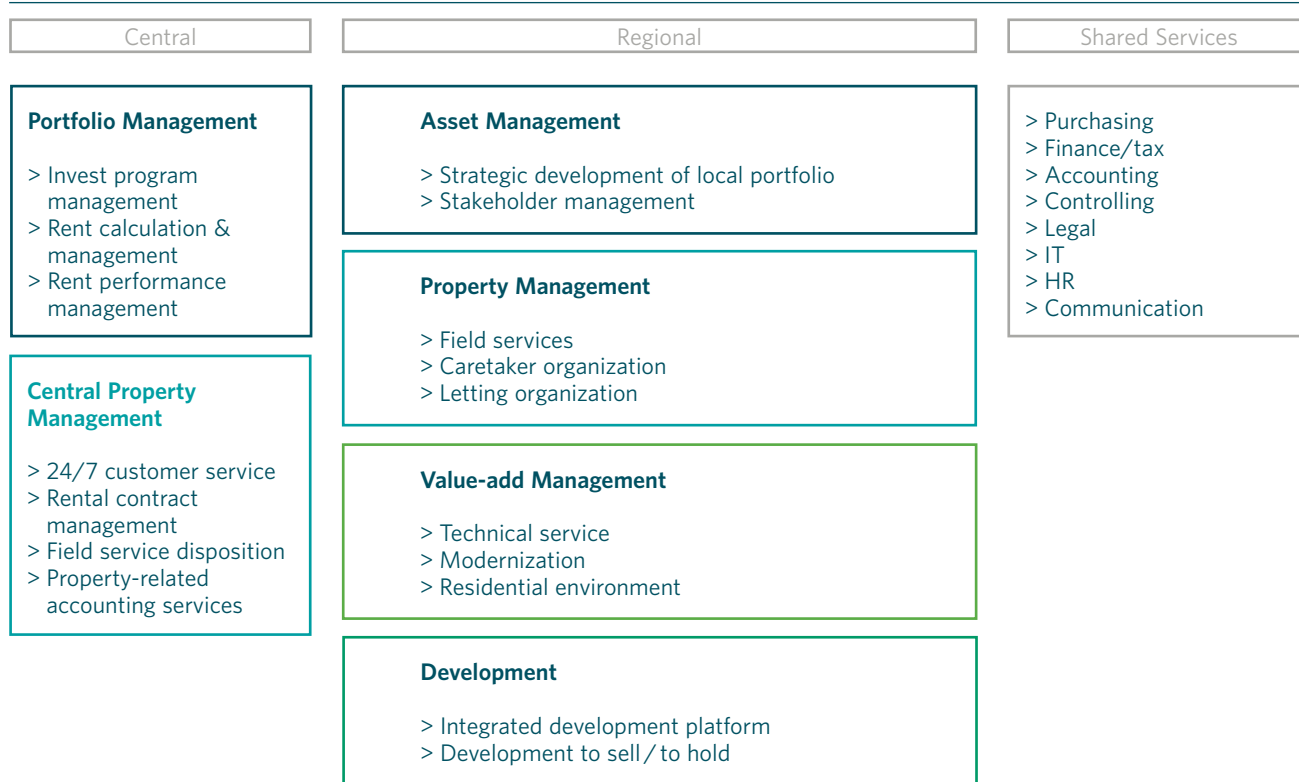 Central
Regional
Shared Services
Portfolio Management
> Invest program
management
> Rent calculation &
management
> Rent performance
management
Central Property
Management
> 24/7 customer service
> Rental contract
management
> Field service disposition
> Property-related
accounting services
Asset Management
> Strategic development of local portfolio
> Stakeholder management
Property Management
> Field services
> Caretaker organization
> Letting organization
Value-add Management
> Technical service
> Modernization
> Residential environment
Development
> Integrated development platform
> Development to sell / to hold
> Purchasing
> Finance/tax
> Accounting
> Controlling
> Legal
> IT
> HR
> Communication